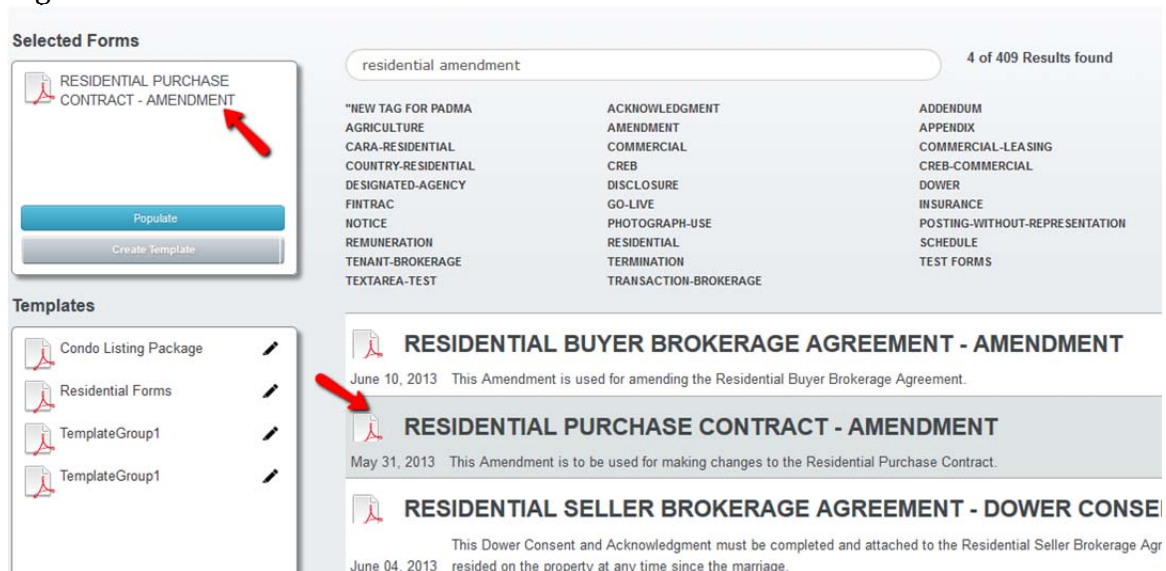 Selected Forms
RESIDENTIAL PURCHASE
CONTRACT - AMENDMENT
Populate
Create Template
Templates
Condo Listing Package
Residential Forms
TemplateGroup1
TemplateGroup1
residential amendment
4 of 409 Results found
"NEW TAG FOR PADMA ACKNOWLEDGMENT ADDENDUM
AGRICULTURE AMENDMENT APPENDIX
CARA-RESIDENTIAL COMMERCIAL COMMERCIAL-LEASING
COUNTRY-RESIDENTIAL CREB CREB-COMMERCIAL
DESIGNATED-AGENCY DISCLOSURE DOWER
FINTRAC GO-LIVE INSURANCE
NOTICE PHOTOGRAPH-USE POSTING-WITHOUT-REPRESENTATION
REMUNERATION RESIDENTIAL SCHEDULE
TENANT-BROKERAGE TERMINATION TEST FORMS
TEXTAREA-TEST TRANSACTION-BROKERAGE
RESIDENTIAL BUYER BROKERAGE AGREEMENT - AMENDMENT
June 10, 2013 This Amendment is used for amending the Residential Buyer Brokerage Agreement.
RESIDENTIAL PURCHASE CONTRACT - AMENDMENT
May 31, 2013 This Amendment is to be used for making changes to the Residential Purchase Contract.
RESIDENTIAL SELLER BROKERAGE AGREEMENT - DOWER CONSE
This Dower Consent and Acknowledgment must be completed and attached to the Residential Seller Brokerage Agr
June 04, 2013 resided on the property at any time since the marriage.